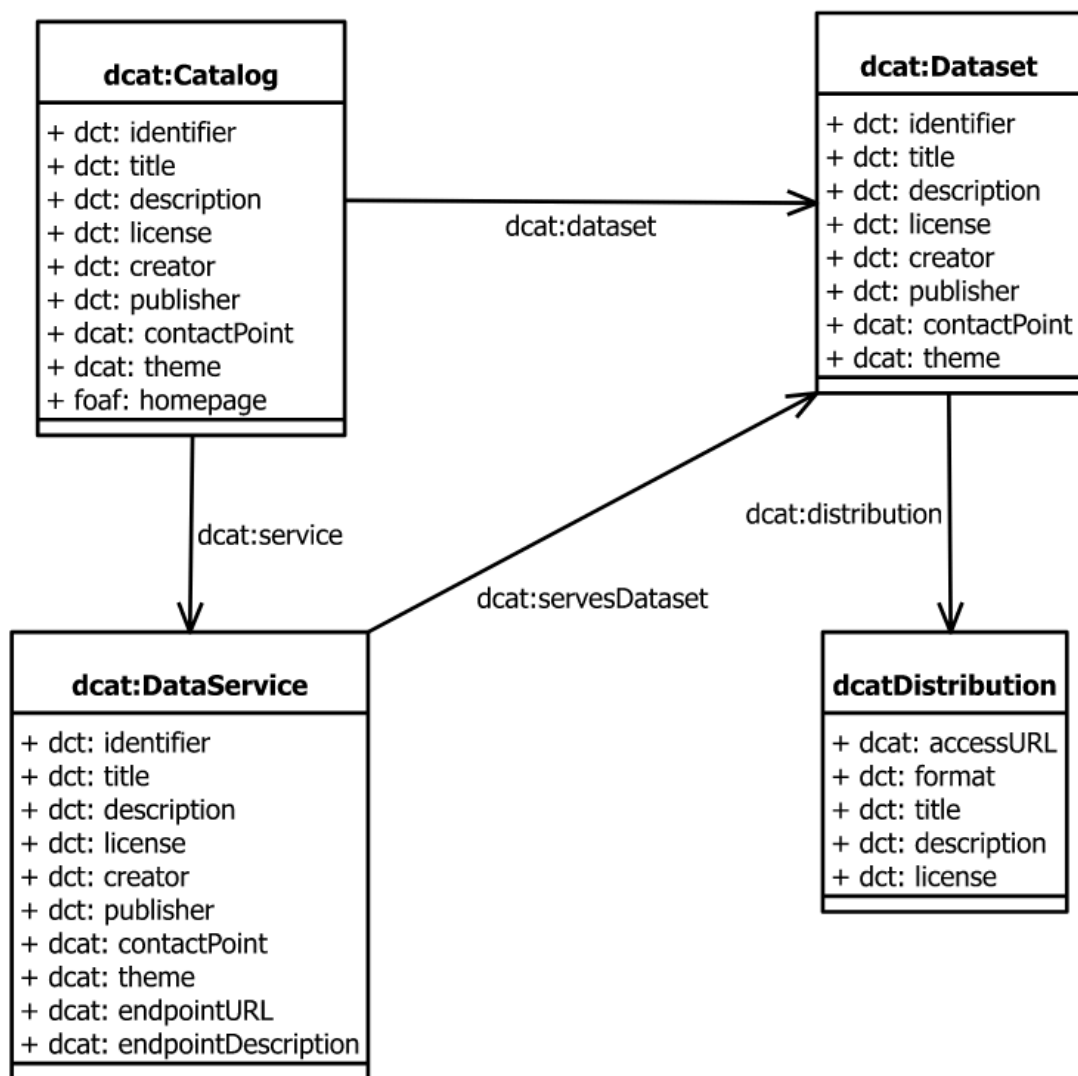 dcat:Catalog
+ dct: identifier
+ dct: title
+ dct: description
+ dct: license
+ dct: creator
+ dct: publisher
+ dcat: contactPoint
+ dcat: theme
+ foaf: homepage
dcat:dataset
dcat:Dataset
+ dct: identifier
+ dct: title
+ dct: description
+ dct: license
+ dct: creator
+ dct: publisher
+ dcat: contactPoint
+ dcat: theme
dcat:service
dcat:servesDataset
dcat:distribution
dcat:DataService
+ dct: identifier
+ dct: title
+ dct: description
+ dct: license
+ dct: creator
+ dct: publisher
+ dcat: contactPoint
+ dcat: theme
+ dcat: endpointURL
+ dcat: endpointDescription
dcatDistribution
+ dcat: accessURL
+ dct: format
+ dct: title
+ dct: description
+ dct: license